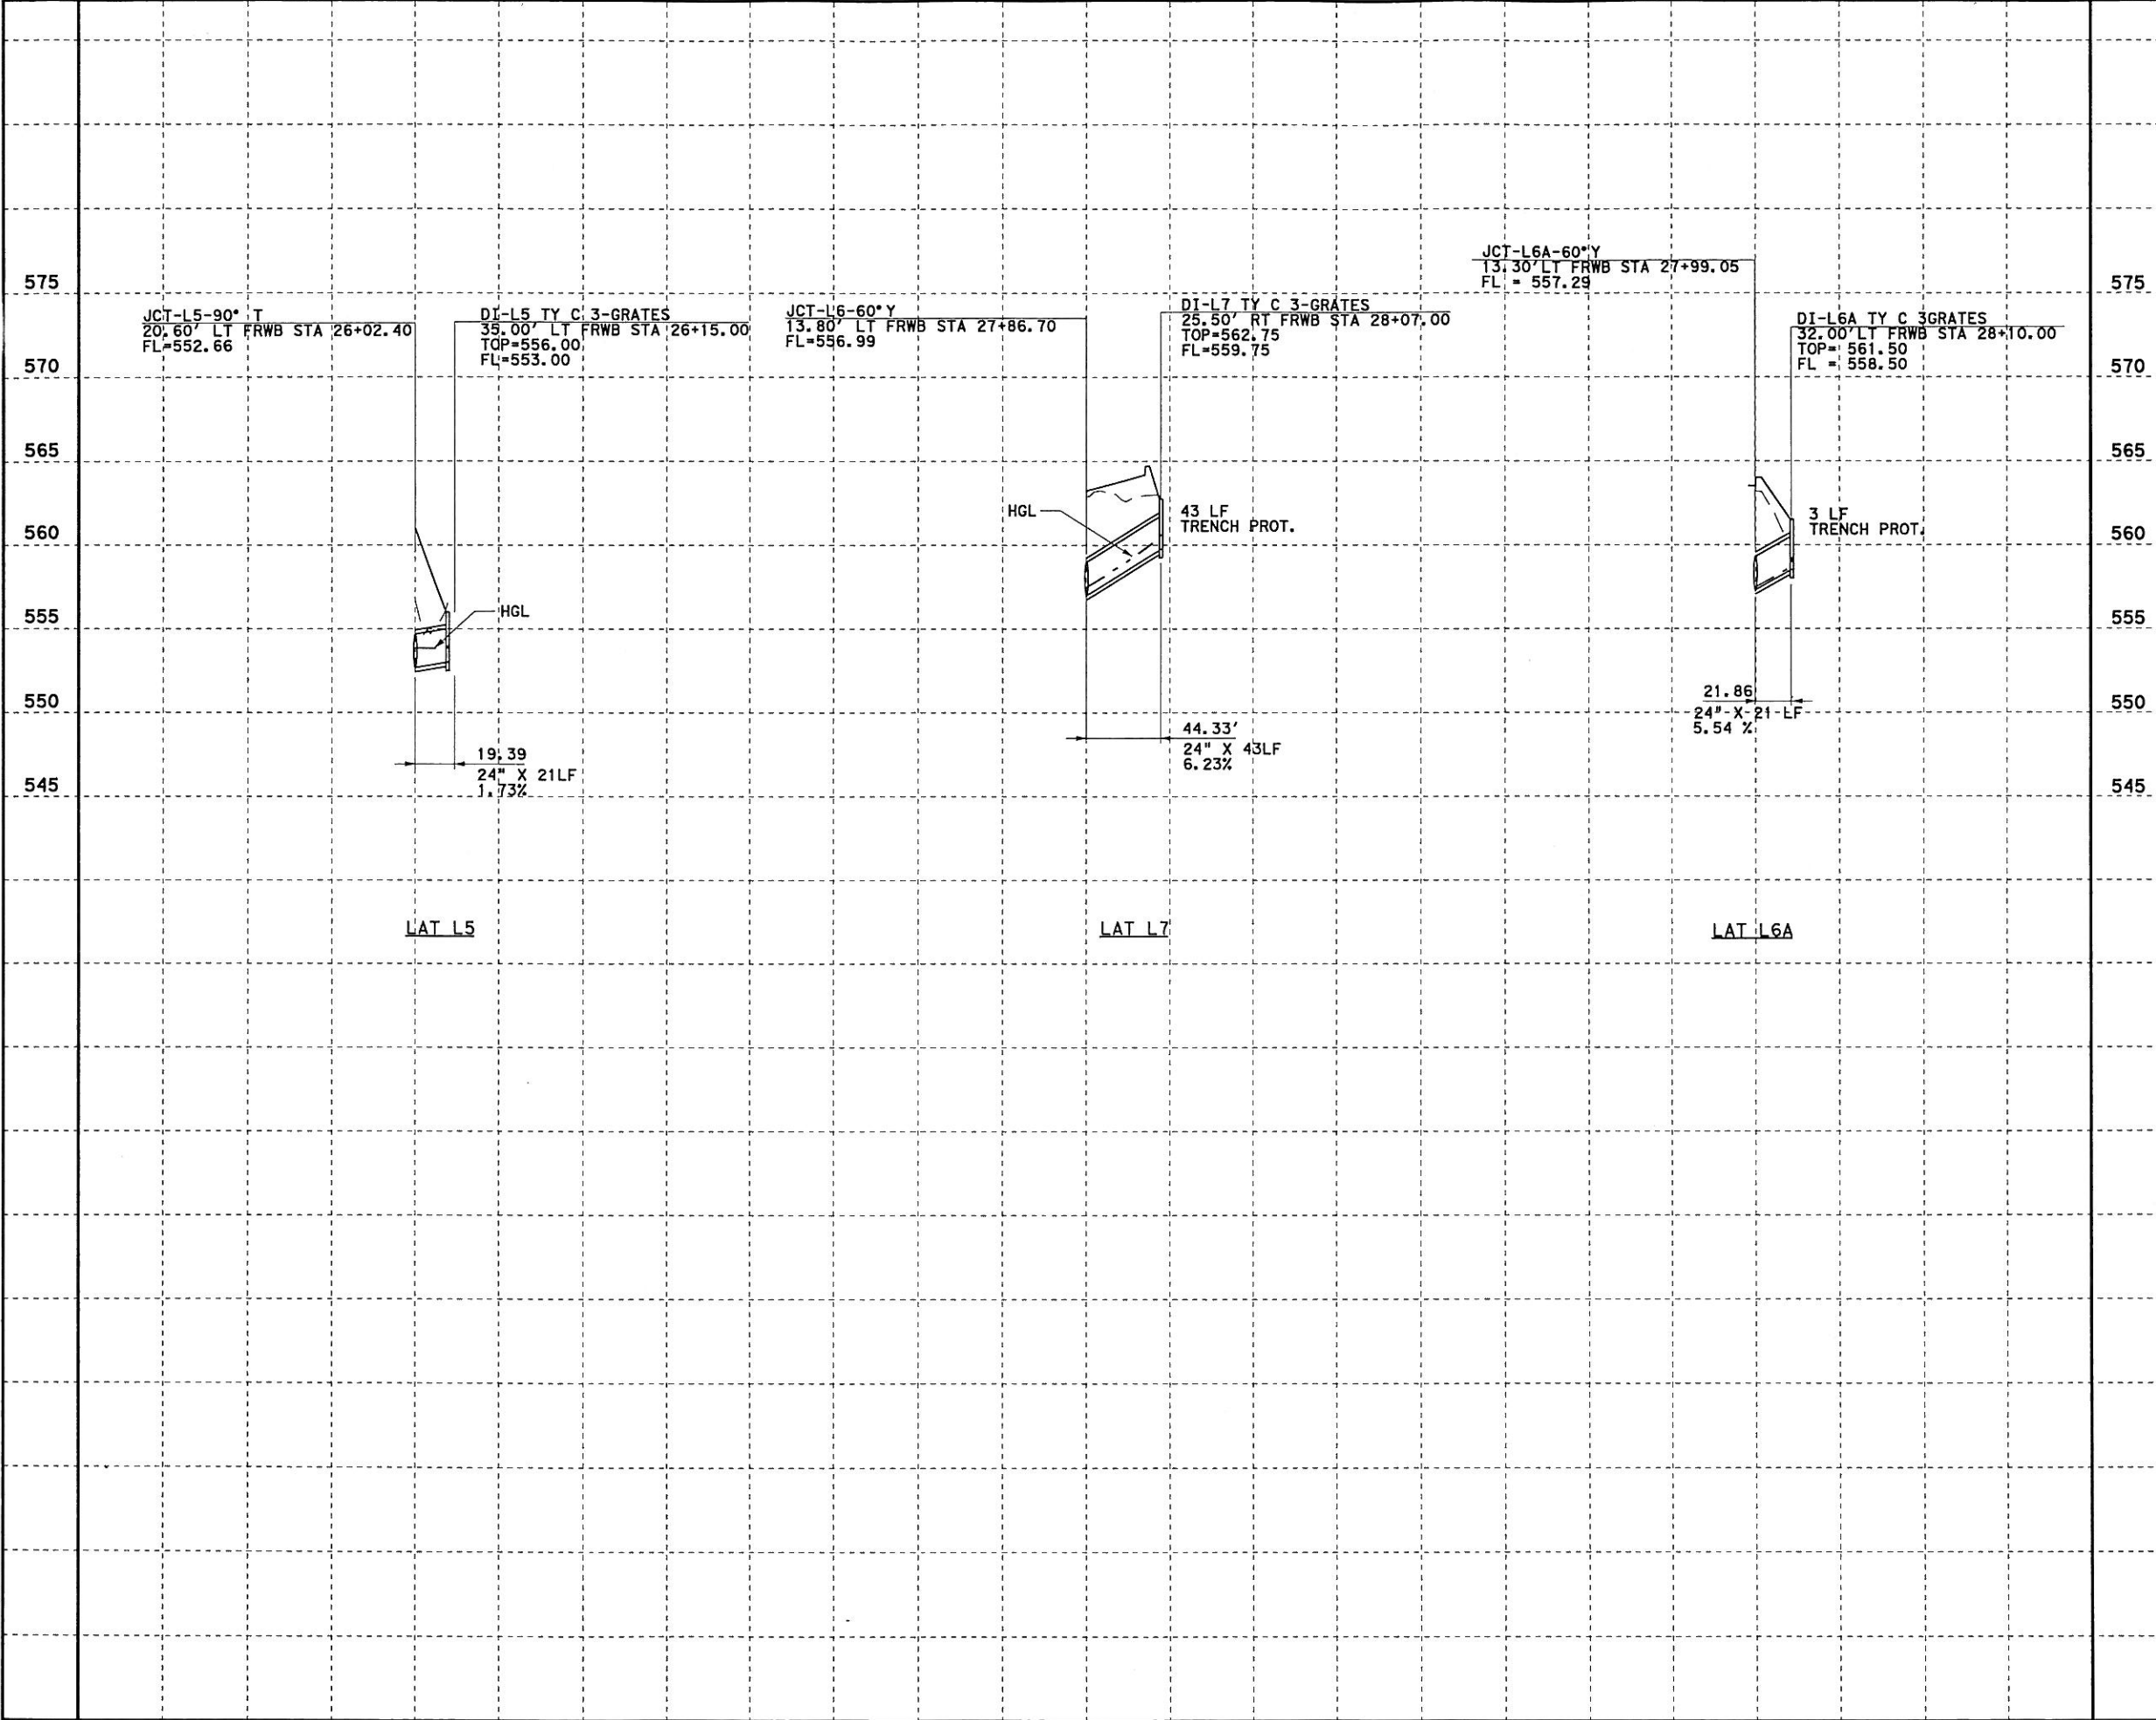 JCT-L5-90° T
20.60' LT FRWB STA 26+02.40
FL=552.66
DI-L5 TY C 3-GRATES
35.00' LT FRWB STA 26+15.00
TOP=556.00
FL=553.00
JCT-L6-60°Y
13.80' LT FRWB STA 27+86.70
FL=556.99
DI-L7 TY C 3-GRATES
25.50' RT FRWB STA 28+07.00
TOP=562.75
FL=559.75
JCT-L6A-60°Y
13.30'LT FRWB STA 27+99.05
FL = 557.29
DI-L6A TY C 3GRATES
32.00'LT FRWB STA 28+10.00
TOP= 561.50
FL = 558.50
575
570
565
560
555
550
545
575
570
565
560
555
550
545
HGL
19.39
24" X 21LF
1.73%
HGL
43 LF
TRENCH PROT.
44.33'
24" X 43LF
6.23%
3 LF
TRENCH PROT.
21.86
24" X 21 LF
5.54 %
LAT L5
LAT L7
LAT L6A